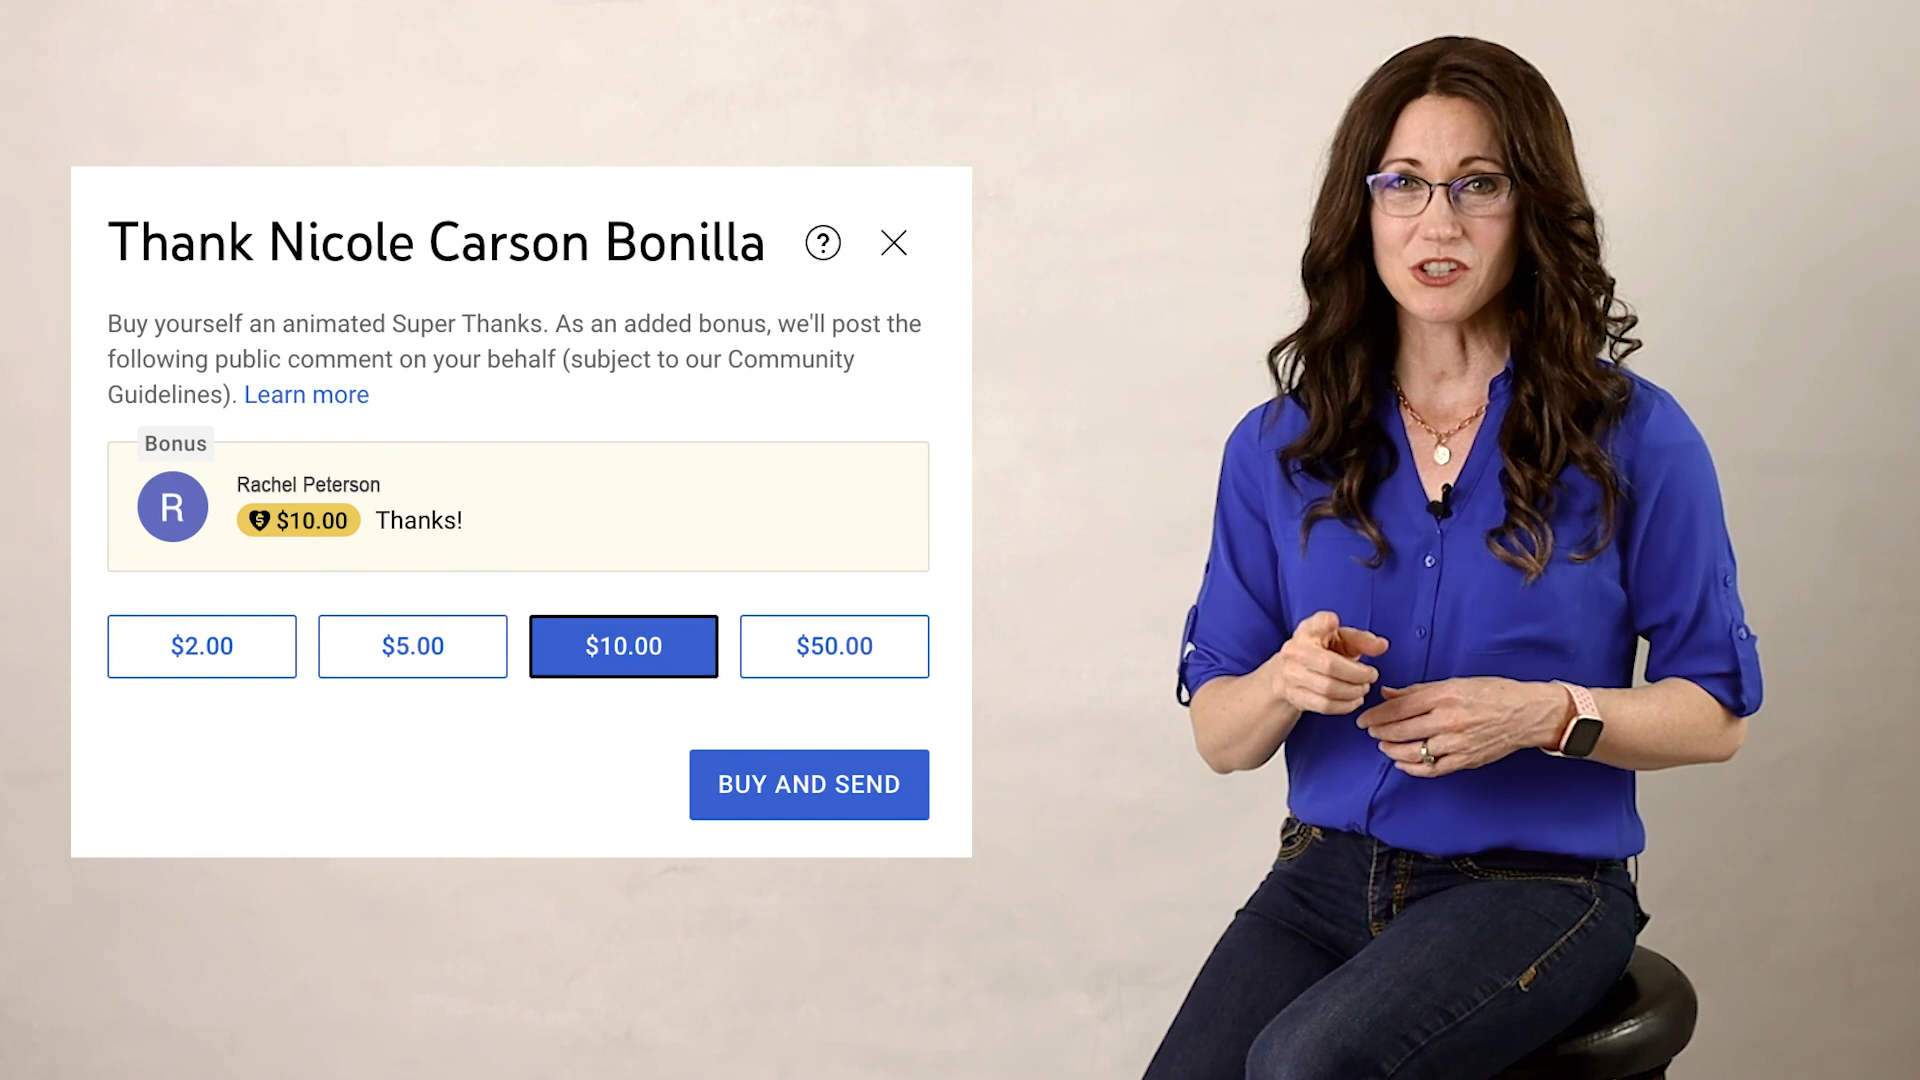 Thank Nicole Carson Bonilla
Buy yourself an animated Super Thanks. As an added bonus, we'll post the
following public comment on your behalf (subject to our Community
Guidelines). Learn more
Bonus
R
Rachel Peterson
$10.00 Thanks!
$2.00 $5.00 $10.00 $50.00
BUY AND SEND